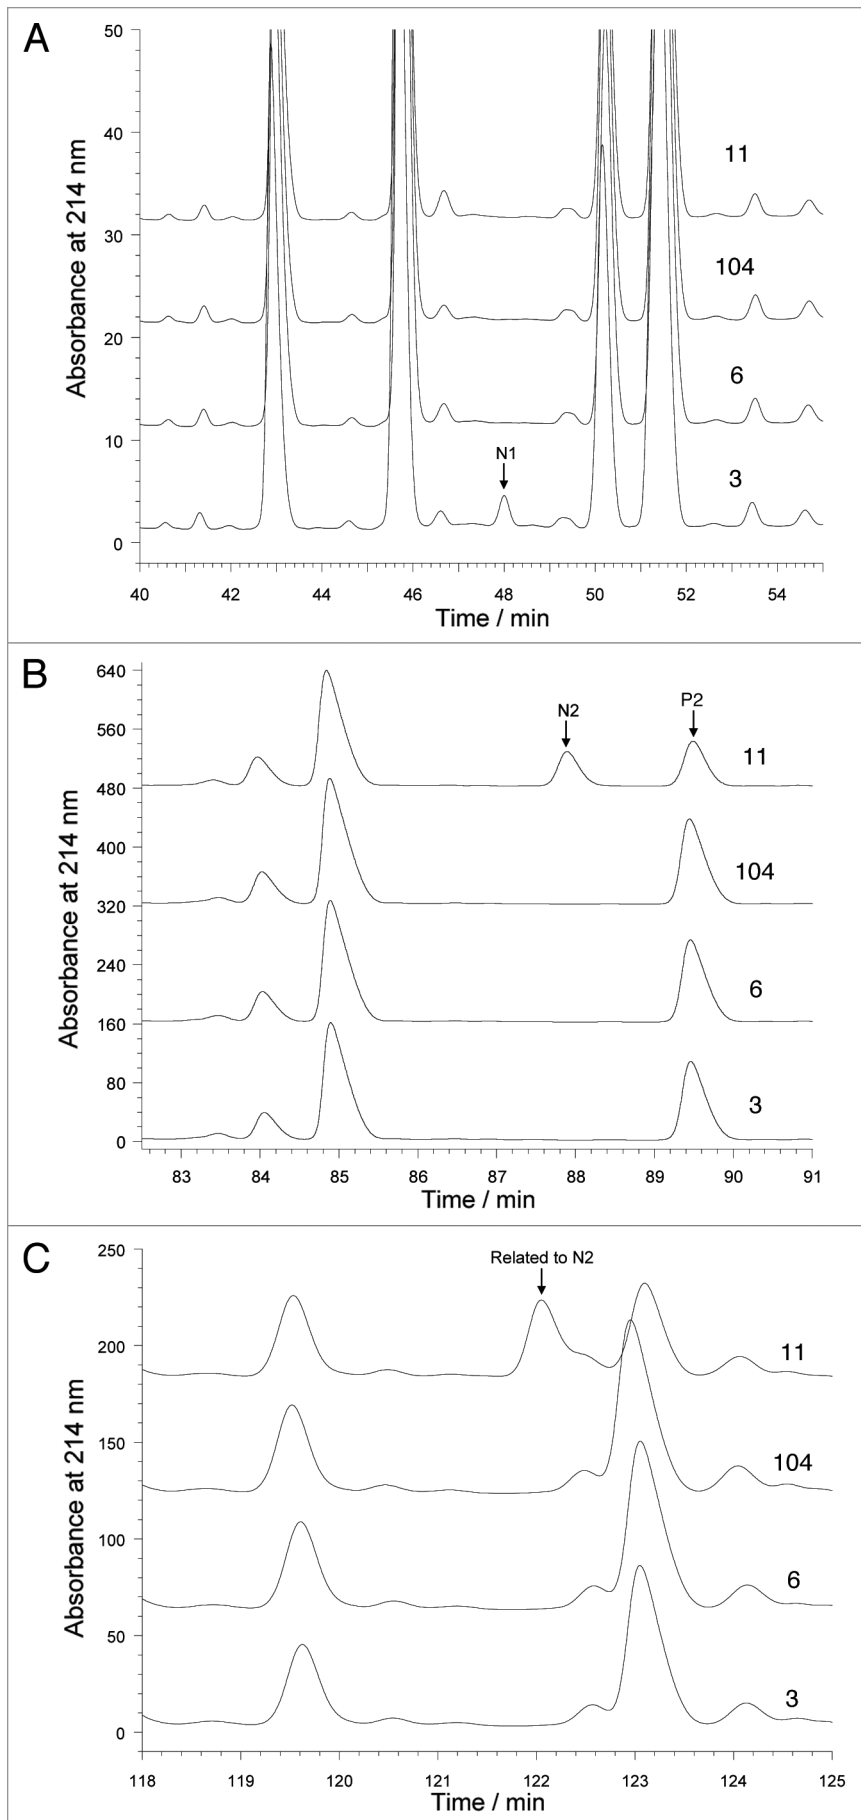 A
50
40
30
20
10
0
Absorbance at 214 nm
11
104
6
N1
3
40 42 44 46 48 50 52 54
Time / min
B
640
560
480
400
320
240
160
80
0
Absorbance at 214 nm
N2
P2
11
104
6
3
83 84 85 86 87 88 89 90 91
Time / min
C
250
200
150
100
50
0
Absorbance at 214 nm
Related to N2
11
104
6
3
118 119 120 121 122 123 124 125
Time / min